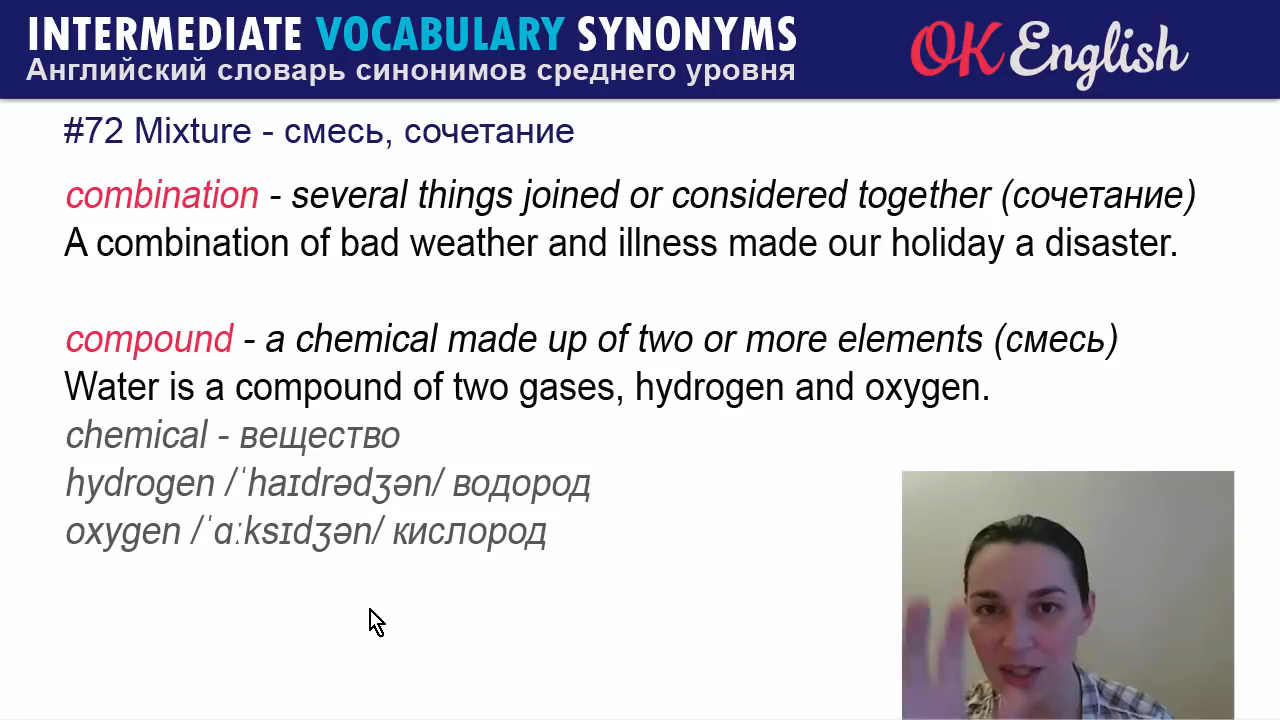 INTERMEDIATE VOCABULARY SYNONYMS
Английский словарь синонимов среднего уровня
OK English
#72 Mixture - смесь, сочетание
combination - several things joined or considered together (сочетание)
A combination of bad weather and illness made our holiday a disaster.
compound - a chemical made up of two or more elements (смесь)
Water is a compound of two gases, hydrogen and oxygen.
chemical - вещество
hydrogen /ˈhaɪdrədʒən/ водород
oxygen /ˈɑːksɪdʒən/ кислород